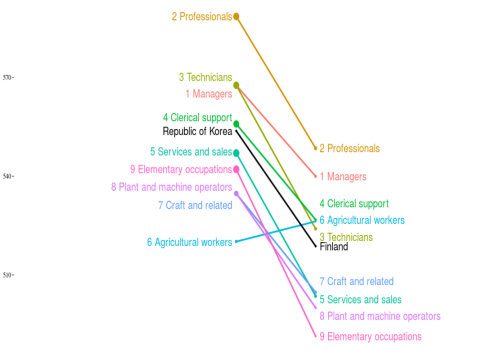 2 Professionals
570
3 Technicians
1 Managers
4 Clerical support
Republic of Korea
5 Services and sales
9 Elementary occupations
8 Plant and machine operators
7 Craft and related
6 Agricultural workers
540
510
2 Professionals
1 Managers
4 Clerical support
6 Agricultural workers
3 Technicians
Finland
7 Craft and related
5 Services and sales
8 Plant and machine operators
9 Elementary occupations